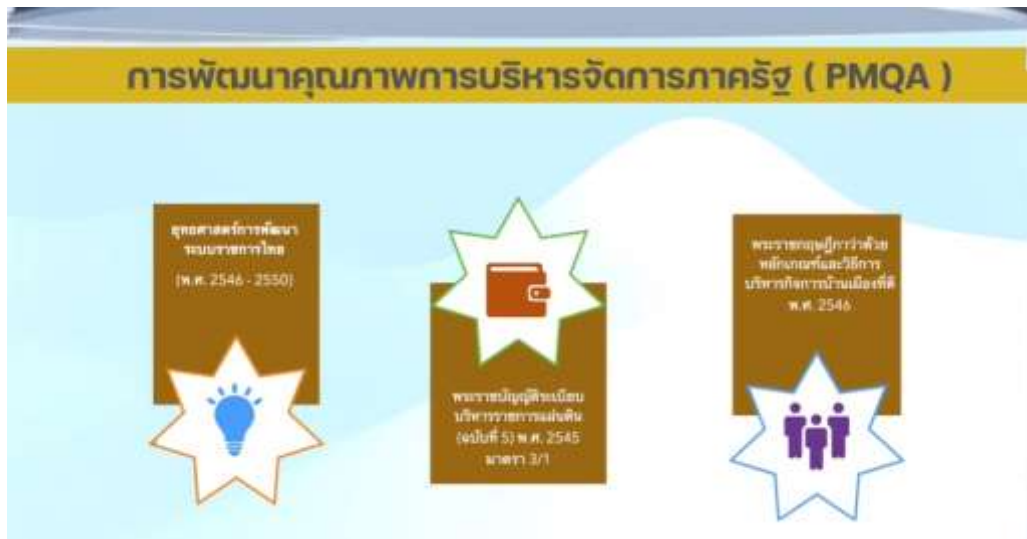 การพัฒนาคุณภาพการบริหารจัดการภาครัฐ ( PMQA )
ยุทธศาสตร์การพัฒนา
ระบบราชการไทย
(พ.ศ. 2546 - 2550)
พระราชบัญญัติระเบียบ
บริหารราชการแผ่นดิน
(ฉบับที่ 5) พ.ศ. 2545
มาตรา 3/1
พระราชกฤษฎีกาว่าด้วย
หลักเกณฑ์และวิธีการ
บริหารกิจการบ้านเมืองที่ดี
พ.ศ. 2546